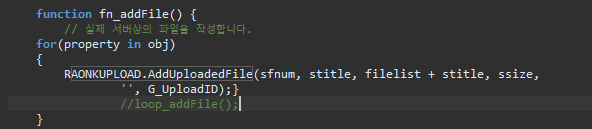 function fn_addFile() {
// 실제 서버상의 파일을 작성합니다.
for(property in obj)
{
RAONKUPLOAD.AddUploadedFile(sfnum, stitle, filelist + stitle, ssize,
'', G_UploadID);}
//loop_addFile();
}